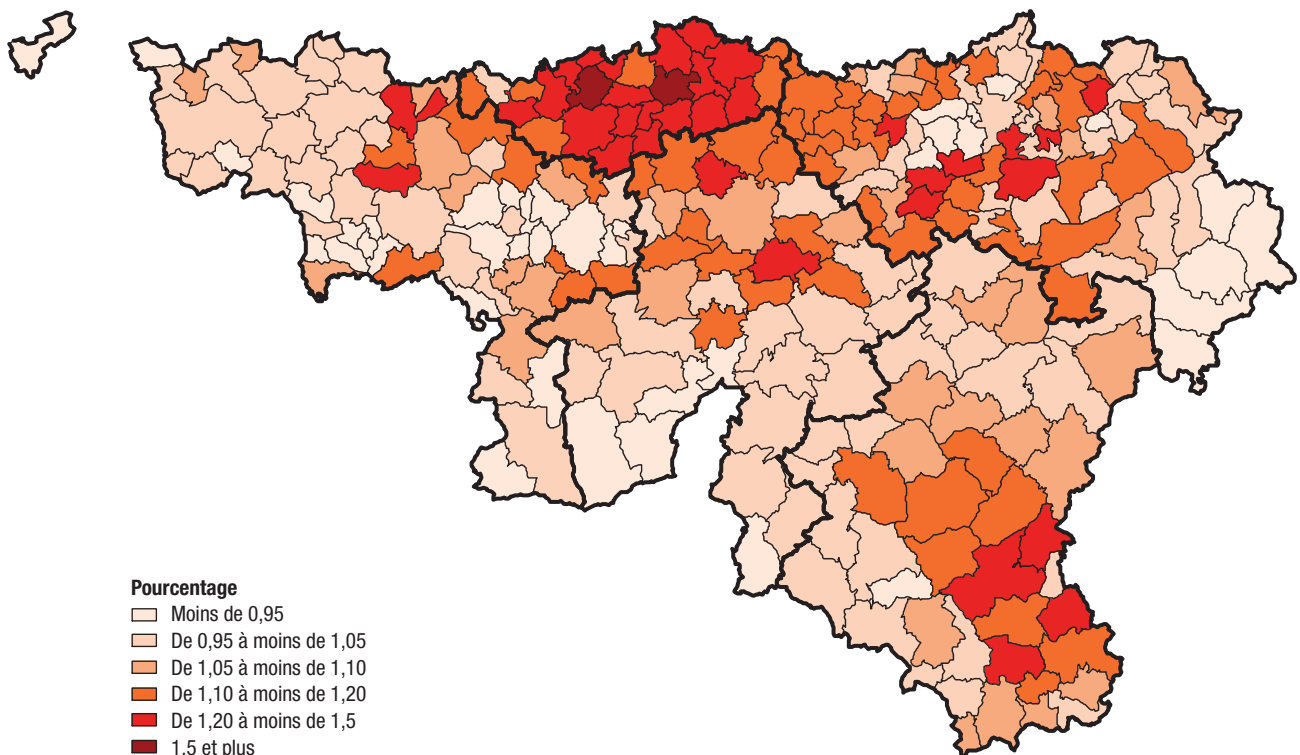 Pourcentage
Moins de 0,95
De 0,95 à moins de 1,05
De 1,05 à moins de 1,10
De 1,10 à moins de 1,20
De 1,20 à moins de 1,5
1,5 et plus